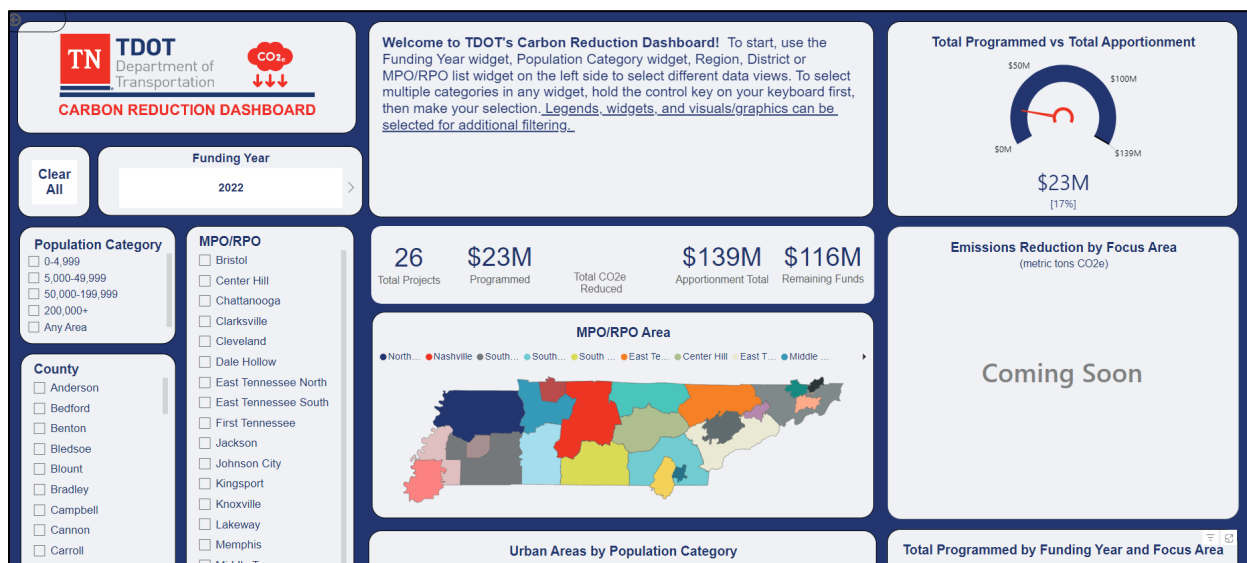 TN
TDOT
Department of
Transportation
CO2e
CARBON REDUCTION DASHBOARD
Welcome to TDOT's Carbon Reduction Dashboard! To start, use the
Funding Year widget, Population Category widget, Region, District or
MPO/RPO list widget on the left side to select different data views. To select
multiple categories in any widget, hold the control key on your keyboard first,
then make your selection. Legends, widgets, and visuals/graphics can be
selected for additional filtering.
Total Programmed vs Total Apportionment
$50M
$100M
$0M
$139M
$23M
[17%]
Clear
All
Funding Year
2022
Population Category
0-4,999
5,000-49,999
50,000-199,999
200,000+
Any Area
County
Anderson
Bedford
Benton
Bledsoe
Blount
Bradley
Campbell
Cannon
Carroll
MPO/RPO
Bristol
Center Hill
Chattanooga
Clarksville
Cleveland
Dale Hollow
East Tennessee North
East Tennessee South
First Tennessee
Jackson
Johnson City
Kingsport
Knoxville
Lakeway
Memphis
26
Total Projects
$23M
Programmed
Total CO2e
Reduced
$139M
Apportionment Total
$116M
Remaining Funds
MPO/RPO Area
North... Nashville South... South... South ... East Te... Center Hill East T... Middle ...
Urban Areas by Population Category
Emissions Reduction by Focus Area
(metric tons CO2e)
Coming Soon
Total Programmed by Funding Year and Focus Area